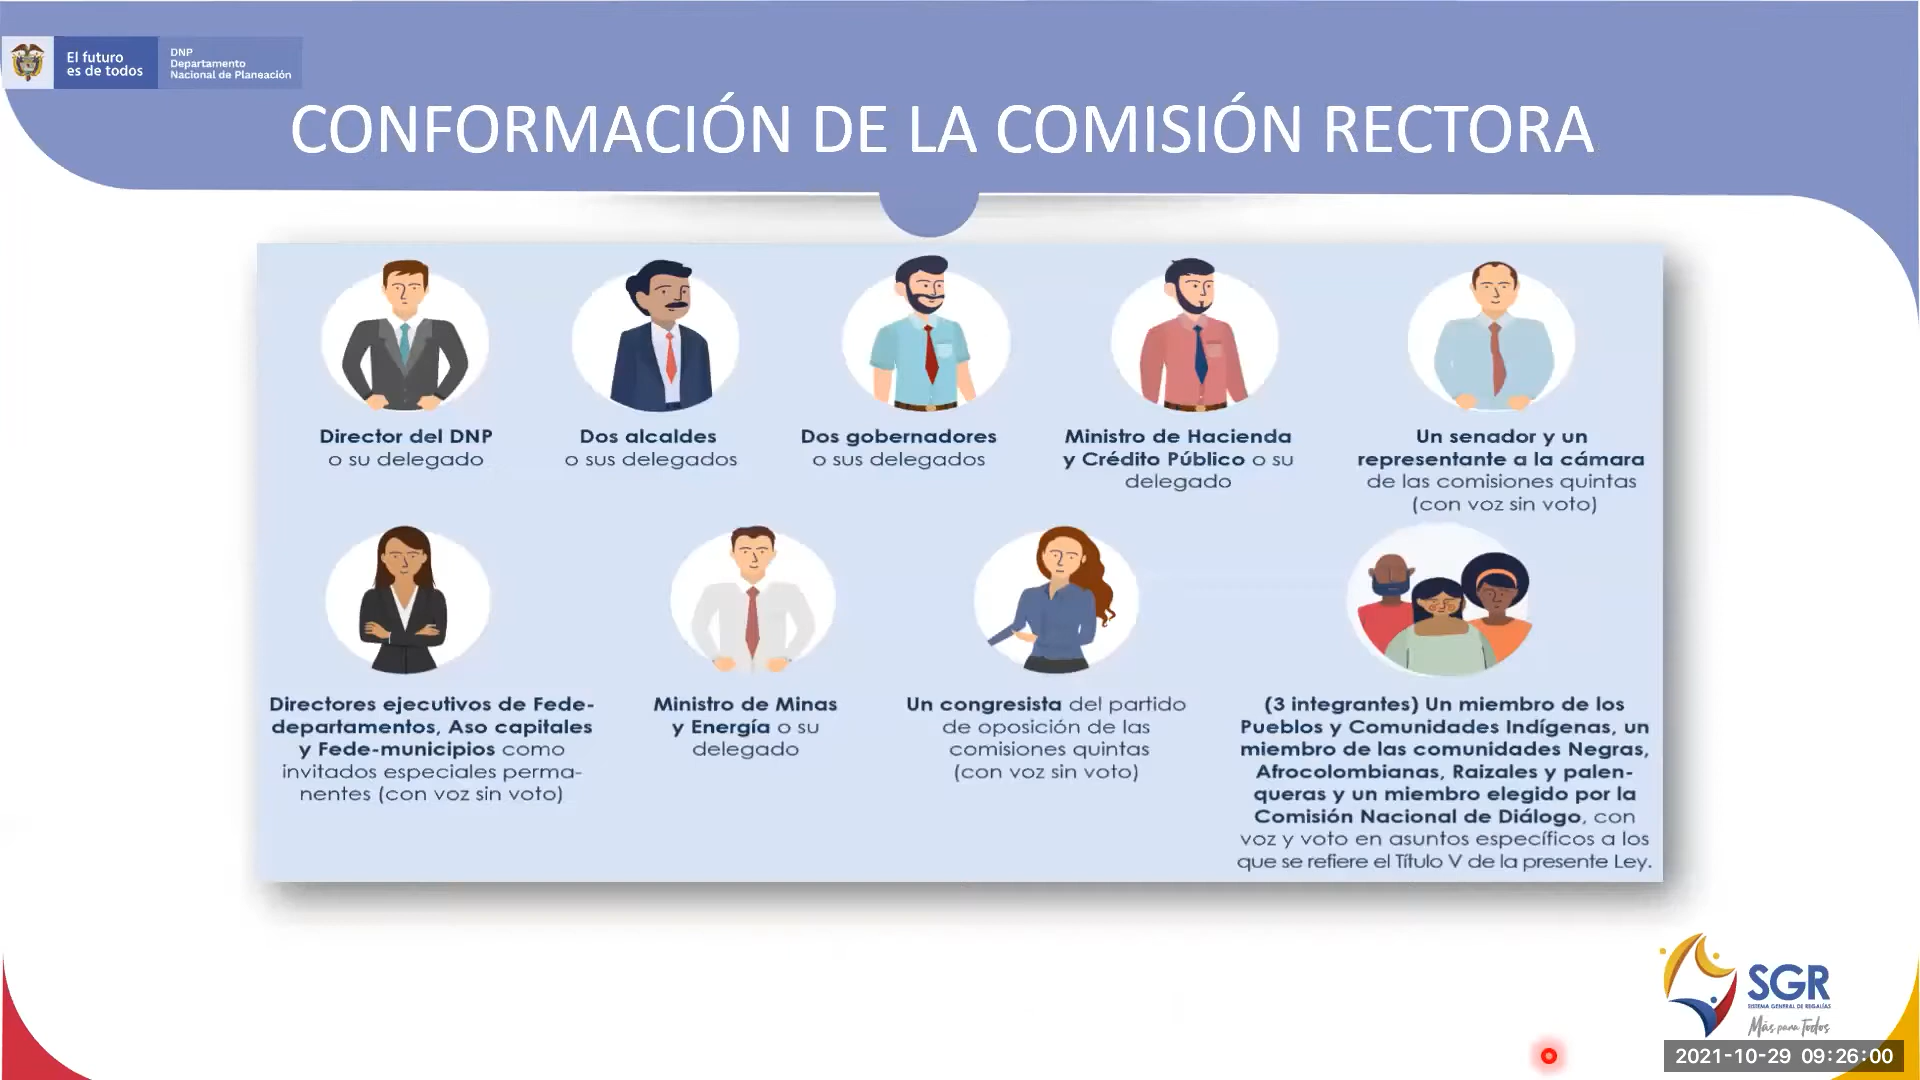 El futuro
es de todos
DNP
Departamento
Nacional de Planeación
CONFORMACIÓN DE LA COMISIÓN RECTORA
Director del DNP
o su delegado
Dos alcaldes
o sus delegados
Dos gobernadores
o sus delegados
Ministro de Hacienda
y Crédito Público o su
delegado
Un senador y un
representante a la cámara
de las comisiones quintas
(con voz sin voto)
Directores ejecutivos de Fede-
departamentos, Aso capitales
y Fede-municipios como
invitados especiales perma-
nentes (con voz sin voto)
Ministro de Minas
y Energía o su
delegado
Un congresista del partido
de oposición de las
comisiones quintas
(con voz sin voto)
(3 integrantes) Un miembro de los
Pueblos y Comunidades Indígenas, un
miembro de las comunidades Negras,
Afrocolombianas, Raizales y palen-
queras y un miembro elegido por la
Comisión Nacional de Diálogo, con
voz y voto en asuntos específicos a los
que se refiere el Título V de la presente Ley.
SGR
SISTEMA GENERAL DE REGALÍAS
Más para Todos
2021-10-29 09:26:00